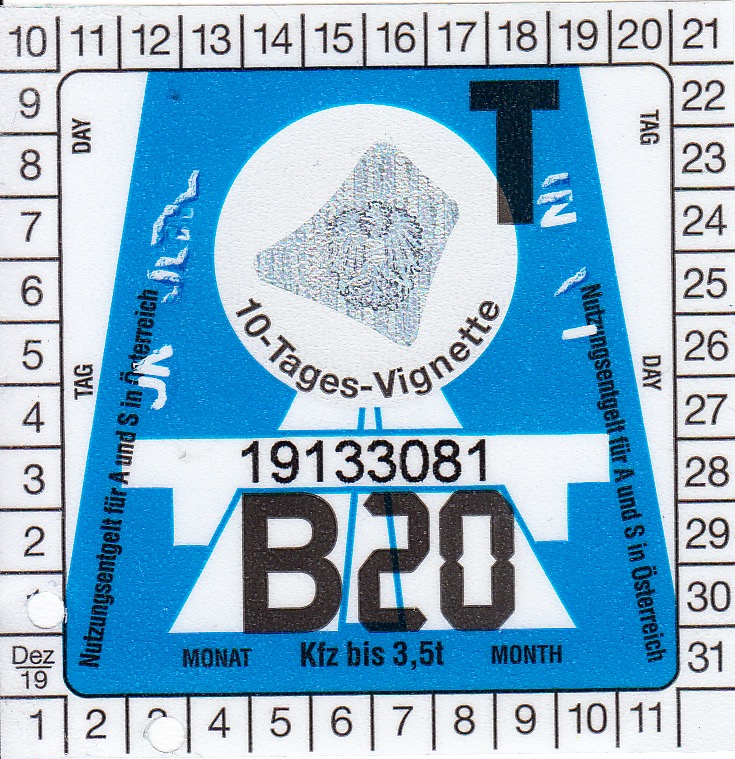 10 11 12 13 14 15 16 17 18 19 20 21
9 22
8 23
7 24
6 25
5 26
4 27
3 28
2 29
30
Dez 19 31
1 2 4 5 6 7 8 9 10 11
DAY
TAG
TAG
DAY
T
10-Tages-Vignette
Nutzungsentgelt für A und S in Österreich
Nutzungsentgelt für A und S in Österreich
19133081
B20
MONAT Kfz bis 3,5t MONTH